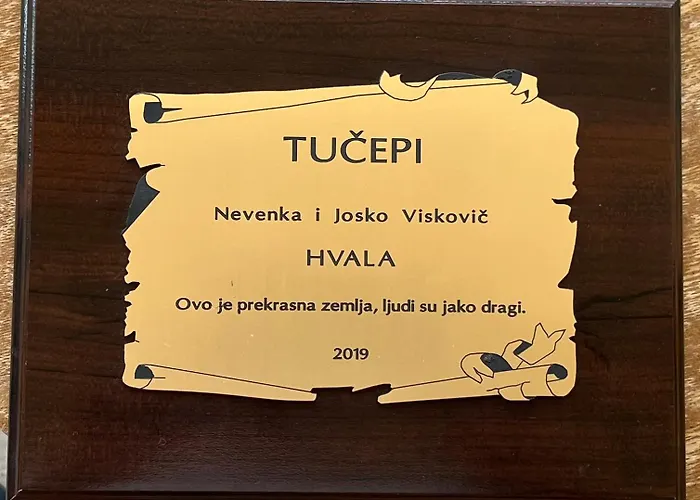 TUČEPI
Nevenka i Josko Viskovič
HVALA
Ovo je prekrasna zemlja, ljudi su jako dragi.
2019